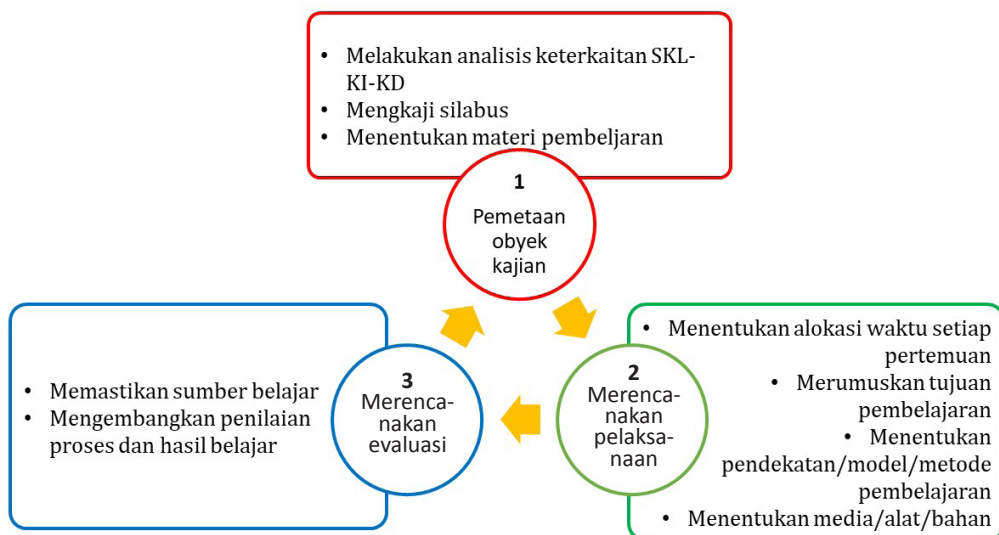 • Melakukan analisis keterkaitan SKL-
KI-KD
• Mengkaji silabus
• Menentukan materi pembeljaran
1
Pemetaan
obyek
kajian
• Menentukan alokasi waktu setiap
pertemuan
• Merumuskan tujuan
pembelajaran
• Menentukan
pendekatan/model/metode
pembelajaran
• Menentukan media/alat/bahan
2
Merenca-
nakan
pelaksa-
naan
3
Merenca-
nakan
evaluasi
• Memastikan sumber belajar
• Mengembangkan penilaian
proses dan hasil belajar